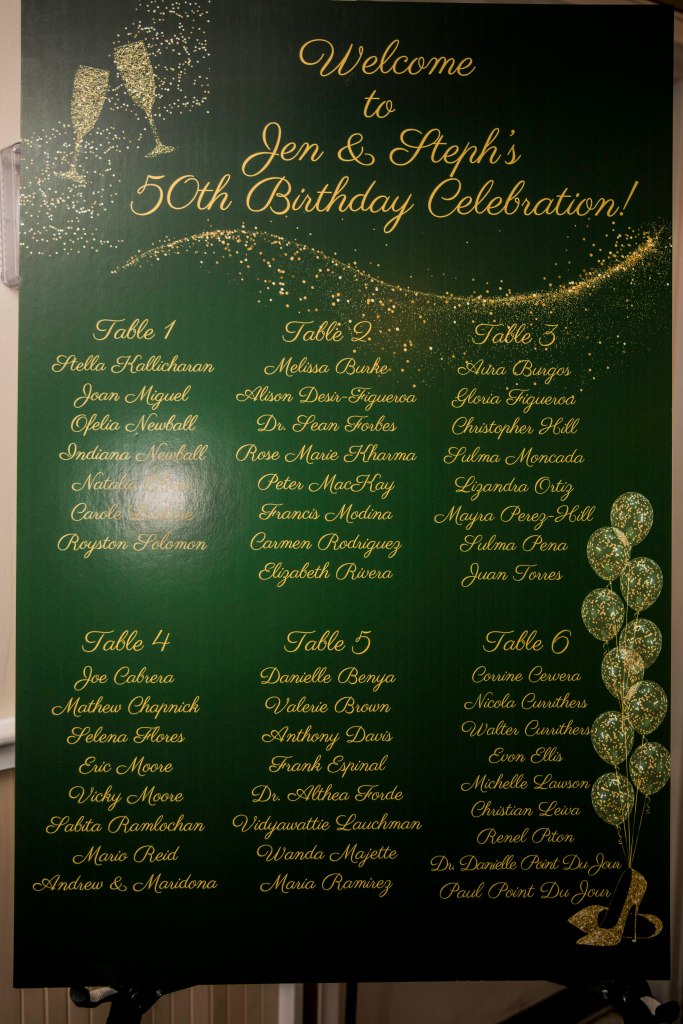 Welcome
to
Jen & Steph's
50th Birthday Celebration!
Table 1
Stella Kallicharan
Joan Miguel
Ofelia Newball
Indiana Newball
Natalia
Carole
Royston Solomon
Table 2
Melissa Burke
Alison Desir-Figueroa
Dr. Sean Forbes
Rose Marie Kharma
Peter MacKay
Francis Modina
Carmen Rodriguez
Elizabeth Rivera
Table 3
Aura Burgos
Gloria Figueroa
Christopher Hill
Sulma Moncada
Lizandra Ortiz
Mayra Perez-Hill
Sulma Pena
Juan Torres
Table 4
Joe Cabrera
Mathew Chapnick
Selena Flores
Eric Moore
Vicky Moore
Sabita Ramlochan
Mario Reid
Andrew & Maridona
Table 5
Danielle Benya
Valerie Brown
Anthony Davis
Frank Espinal
Dr. Althea Forde
Vidyawattie Lauchman
Wanda Majette
Maria Ramirez
Table 6
Corrine Cervera
Nicola Currithers
Walter Currithers
Evon Ellis
Michelle Lawson
Christian Leiva
Renel Piton
Dr. Danielle Point Du Jour
Paul Point Du Jour